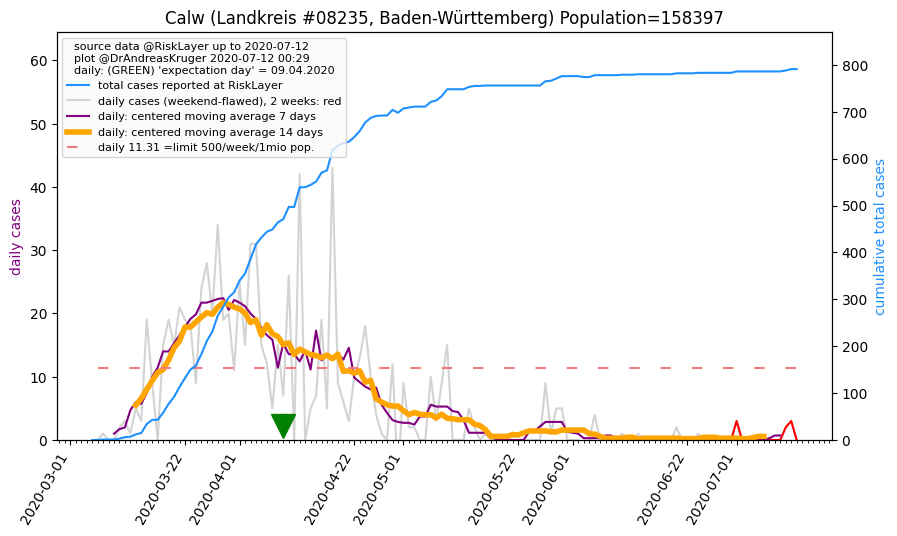 Calw (Landkreis #08235, Baden-Württemberg) Population=158397
source data @RiskLayer up to 2020-07-12
plot @DrAndreasKruger 2020-07-12 00:29
daily: (GREEN) 'expectation day' = 09.04.2020
total cases reported at RiskLayer
daily cases (weekend-flawed), 2 weeks: red
daily: centered moving average 7 days
daily: centered moving average 14 days
daily 11.31 =limit 500/week/1mio pop.
daily cases
60
50
40
30
20
10
0
cumulative total cases
800
700
600
500
400
300
200
100
0
2020-03-01
2020-03-22
2020-04-01
2020-04-22
2020-05-01
2020-05-22
2020-06-01
2020-06-22
2020-07-01